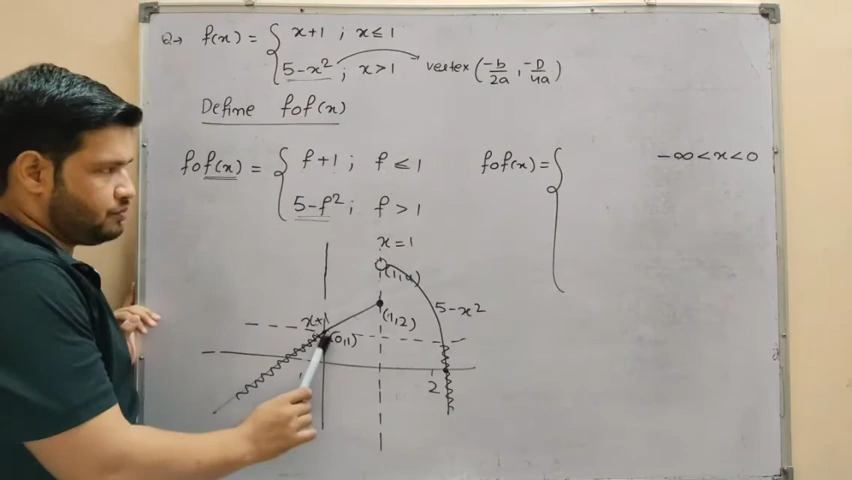 Q→ f(x) = { x+1 ; x ≤ 1
5-x² ; x > 1 → vertex (-b/2a, -D/4a)
Define fof(x)
fof(x) = { f+1 ; f ≤ 1
5-f² ; f > 1
fof(x) = { -∞ < x < 0
x = 1
(1,4)
5-x²
x+1
(1,2)
(0,1)
2